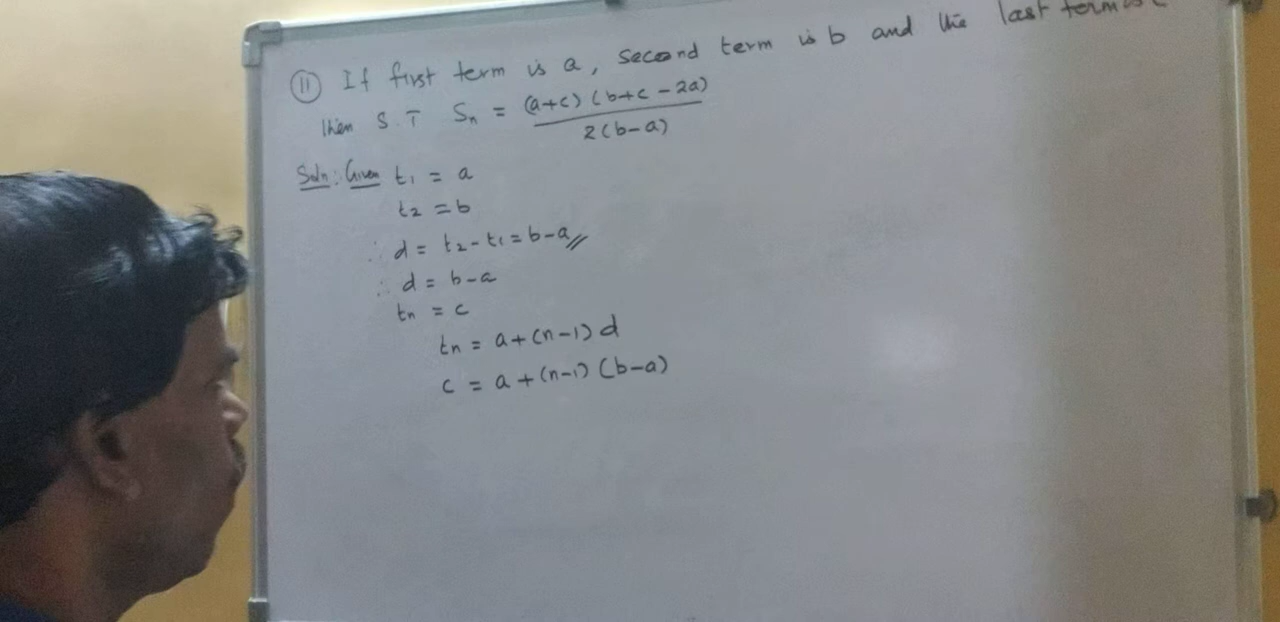 ⑪ If first term is a, second term is b and the last term is c
then S.T Sn = (a+c) (b+c-2a) / 2(b-a)
Soln: Given t1 = a
t2 = b
∴ d = t2 - t1 = b-a//
∴ d = b-a
tn = c
tn = a+(n-1) d
c = a+(n-1) (b-a)